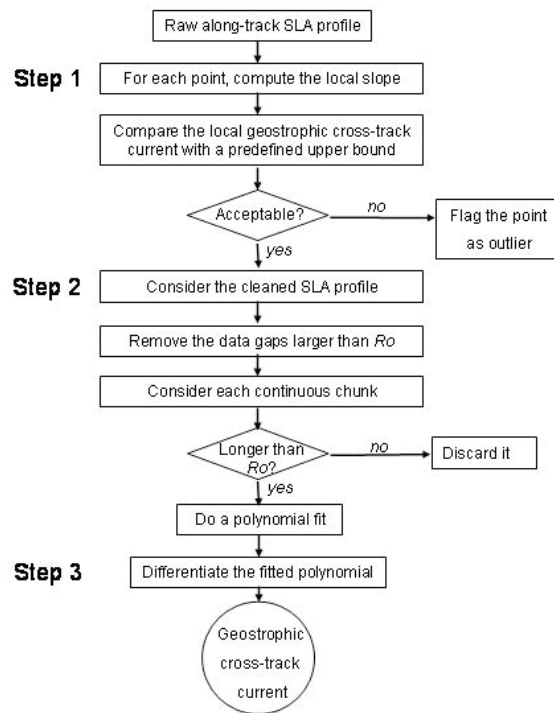 Raw along-track SLA profile
Step 1
For each point, compute the local slope
Compare the local geostrophic cross-track
current with a predefined upper bound
Acceptable?
no
Flag the point
as outlier
yes
Step 2
Consider the cleaned SLA profile
Remove the data gaps larger than Ro
Consider each continuous chunk
Longer than
Ro?
no
Discard it
yes
Do a polynomial fit
Step 3
Differentiate the fitted polynomial
Geostrophic
cross-track
current